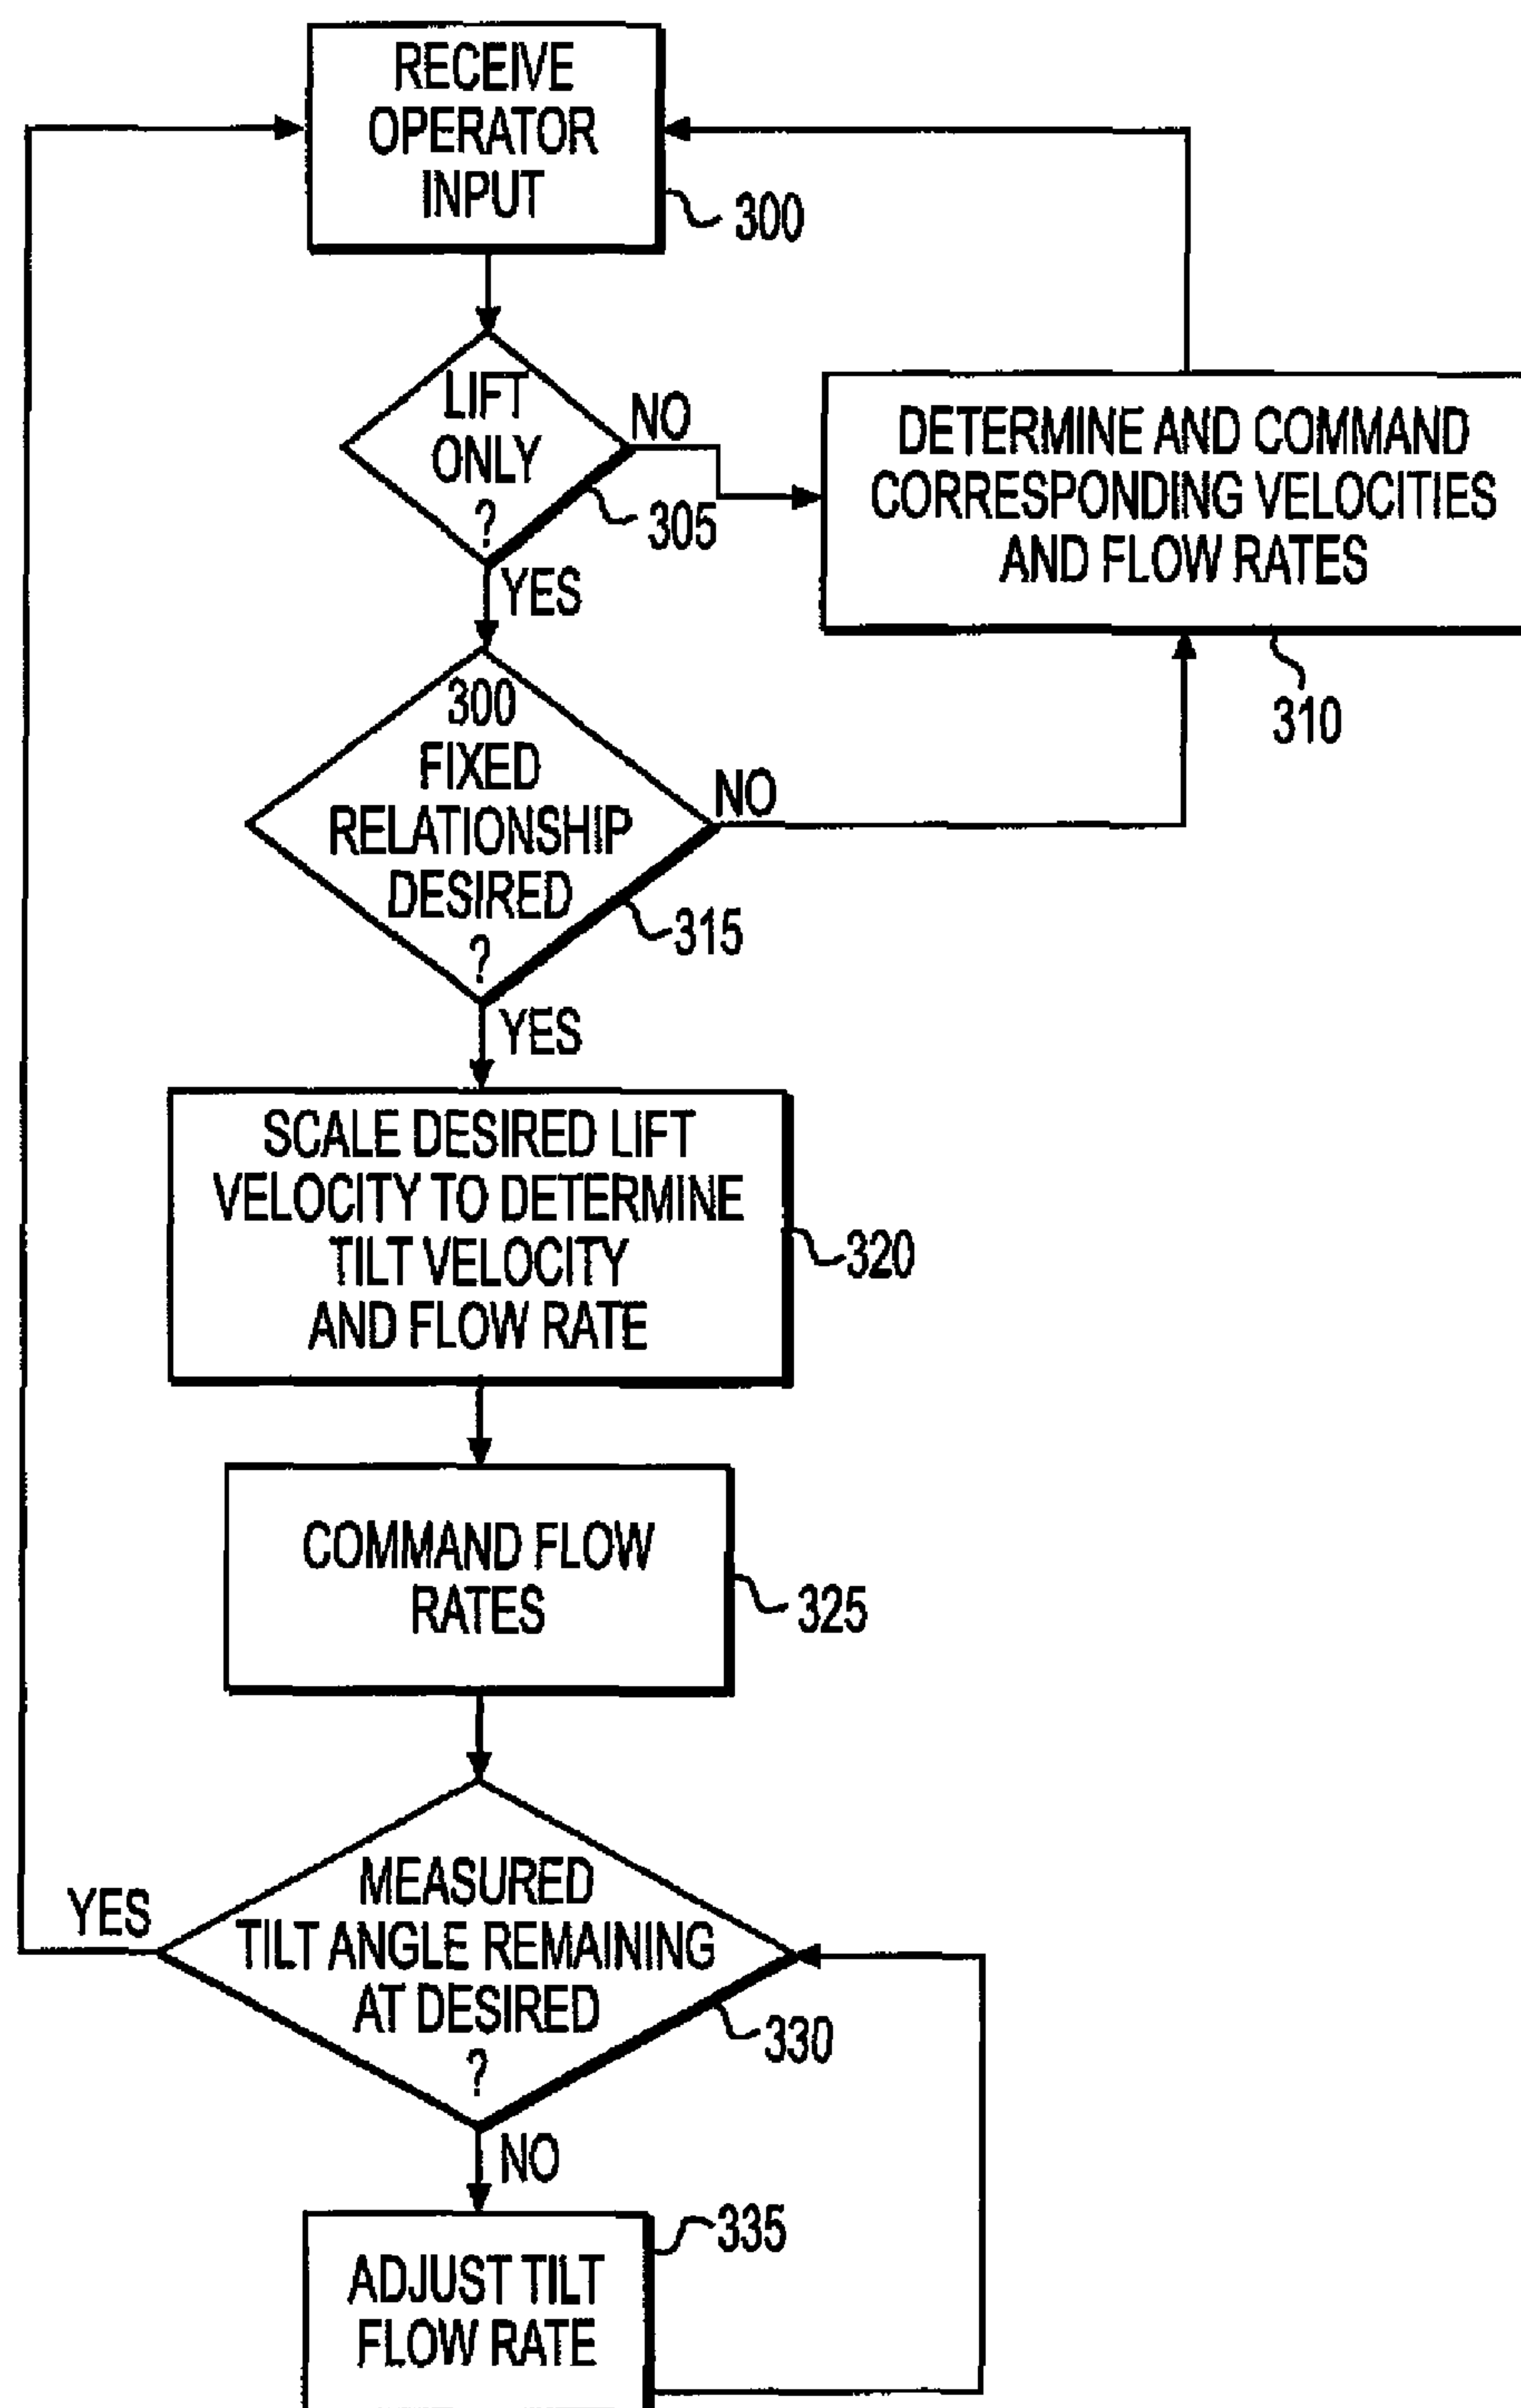 RECEIVE
OPERATOR
INPUT
300
LIFT
ONLY
?
NO
305
YES
DETERMINE AND COMMAND
CORRESPONDING VELOCITIES
AND FLOW RATES
310
300
FIXED
RELATIONSHIP
DESIRED
?
NO
315
YES
SCALE DESIRED LIFT
VELOCITY TO DETERMINE
TILT VELOCITY
AND FLOW RATE
320
COMMAND FLOW
RATES
325
MEASURED
TILT ANGLE REMAINING
AT DESIRED
?
YES
330
NO
335
ADJUST TILT
FLOW RATE